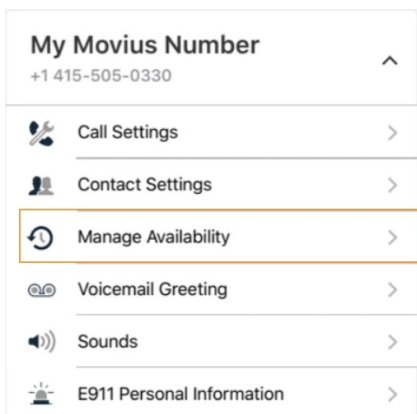 My Movius Number
+1 415-505-0330
Call Settings
Contact Settings
Manage Availability
Voicemail Greeting
Sounds
E911 Personal Information